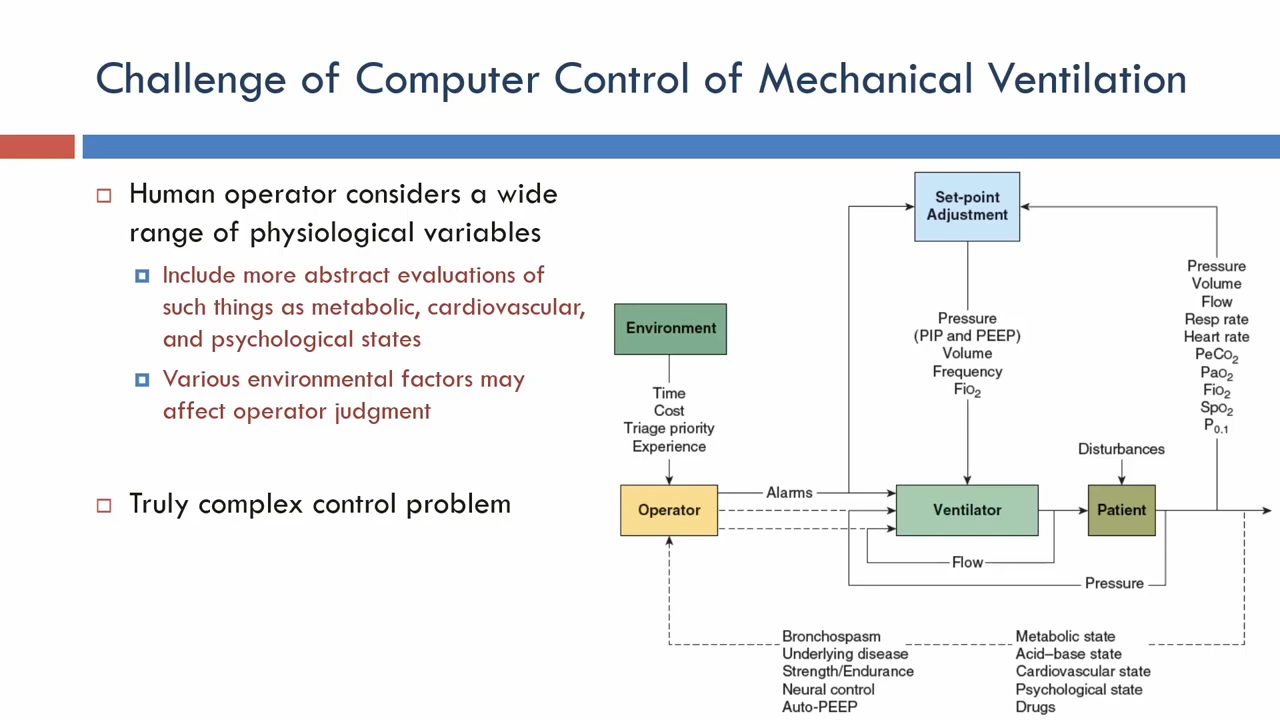 Challenge of Computer Control of Mechanical Ventilation
Human operator considers a wide
range of physiological variables
Include more abstract evaluations of
such things as metabolic, cardiovascular,
and psychological states
Various environmental factors may
affect operator judgment
Truly complex control problem
Set-point
Adjustment
Environment
Time
Cost
Triage priority
Experience
Operator
Alarms
Pressure
(PIP and PEEP)
Volume
Frequency
FiO₂
Ventilator
Disturbances
Patient
Pressure
Volume
Flow
Resp rate
Heart rate
PeCO₂
PaO₂
FiO₂
SpO₂
P₀.₁
Flow
Pressure
Bronchospasm
Underlying disease
Strength/Endurance
Neural control
Auto-PEEP
Metabolic state
Acid–base state
Cardiovascular state
Psychological state
Drugs